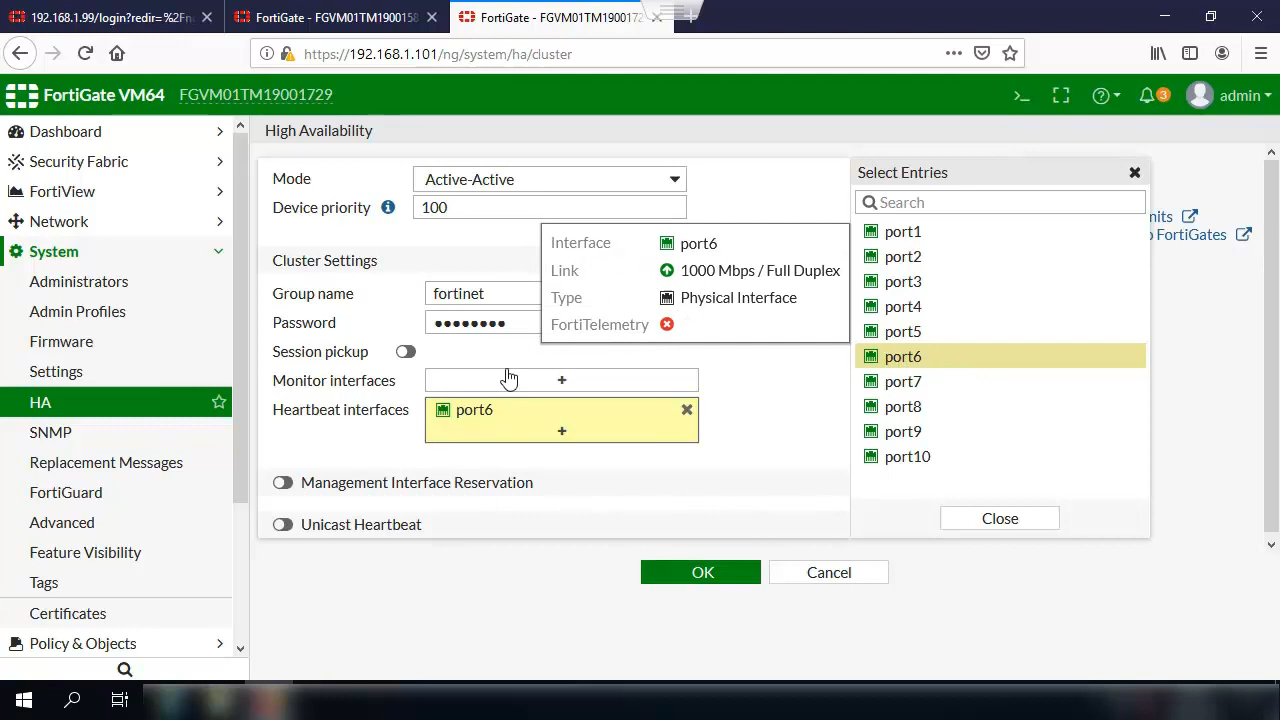 192.168.1.99/login?redir=%2Fn
FortiGate - FGVM01TM1900158
FortiGate - FGVM01TM1900172
https://192.168.1.101/ng/system/ha/cluster
FortiGate VM64 FGVM01TM19001729
3
admin
Dashboard
Security Fabric
FortiView
Network
System
Administrators
Admin Profiles
Firmware
Settings
HA
SNMP
Replacement Messages
FortiGuard
Advanced
Feature Visibility
Tags
Certificates
Policy & Objects
High Availability
Mode Active-Active
Device priority 100
Cluster Settings
Group name fortinet
Password ●●●●●●●●
Session pickup
Monitor interfaces +
Heartbeat interfaces port6
+
Management Interface Reservation
Unicast Heartbeat
Interface port6
Link 1000 Mbps / Full Duplex
Type Physical Interface
FortiTelemetry
Select Entries
Search
port1
port2
port3
port4
port5
port6
port7
port8
port9
port10
Close
FortiGates
OK
Cancel